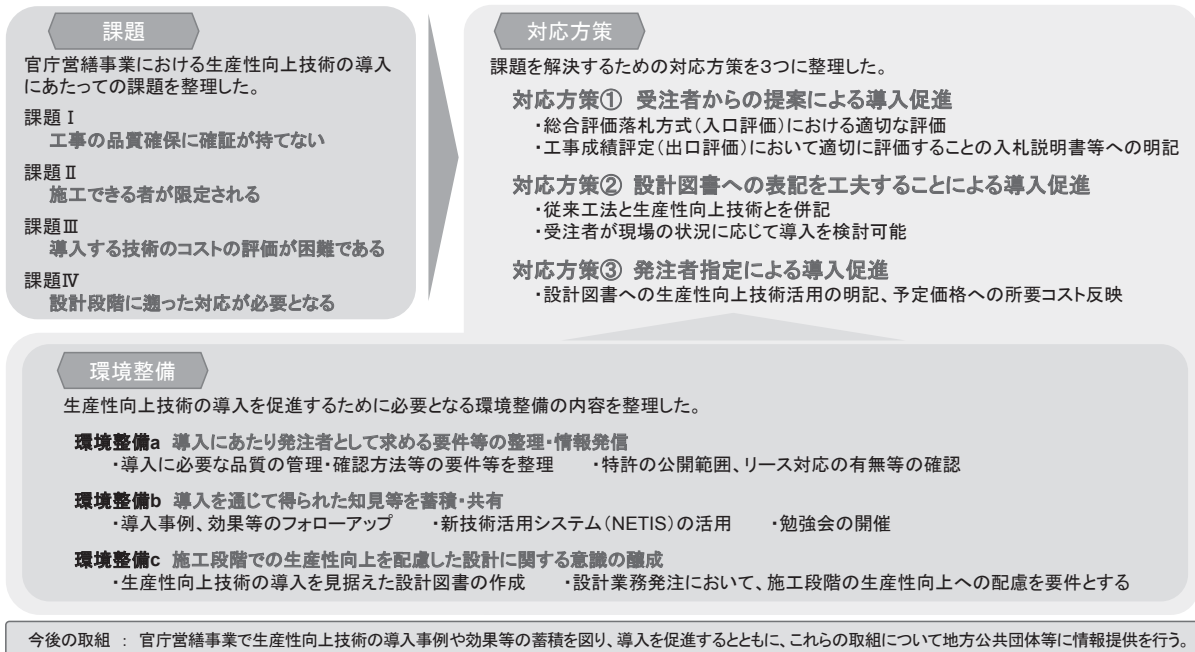 課題
官庁営繕事業における生産性向上技術の導入
にあたっての課題を整理した。
課題Ⅰ
工事の品質確保に確証が持てない
課題Ⅱ
施工できる者が限定される
課題Ⅲ
導入する技術のコストの評価が困難である
課題Ⅳ
設計段階に遡った対応が必要となる
対応方策
課題を解決するための対応方策を3つに整理した。
対応方策① 受注者からの提案による導入促進
・総合評価落札方式(入口評価)における適切な評価
・工事成績評定(出口評価)において適切に評価することの入札説明書等への明記
対応方策② 設計図書への表記を工夫することによる導入促進
・従来工法と生産性向上技術とを併記
・受注者が現場の状況に応じて導入を検討可能
対応方策③ 発注者指定による導入促進
・設計図書への生産性向上技術活用の明記、予定価格への所要コスト反映
環境整備
生産性向上技術の導入を促進するために必要となる環境整備の内容を整理した。
環境整備a 導入にあたり発注者として求める要件等の整理・情報発信
・導入に必要な品質の管理・確認方法等の要件等を整理 ・特許の公開範囲、リース対応の有無等の確認
環境整備b 導入を通じて得られた知見等を蓄積・共有
・導入事例、効果等のフォローアップ ・新技術活用システム(NETIS)の活用 ・勉強会の開催
環境整備c 施工段階での生産性向上を配慮した設計に関する意識の醸成
・生産性向上技術の導入を見据えた設計図書の作成 ・設計業務発注において、施工段階の生産性向上への配慮を要件とする
今後の取組 : 官庁営繕事業で生産性向上技術の導入事例や効果等の蓄積を図り、導入を促進するとともに、これらの取組について地方公共団体等に情報提供を行う。